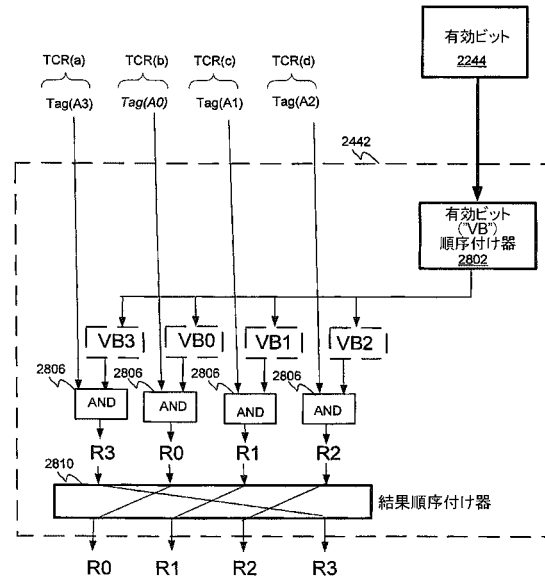 有効ビット
2244
TCR(a) TCR(b) TCR(c) TCR(d)
Tag(A3) Tag(A0) Tag(A1) Tag(A2)
2442
有効ビット
("VB")
順序付け器
2802
VB3 VB0 VB1 VB2
2806 2806 2806 2806
AND AND AND AND
R3 R0 R1 R2
2810
結果順序付け器
R0 R1 R2 R3